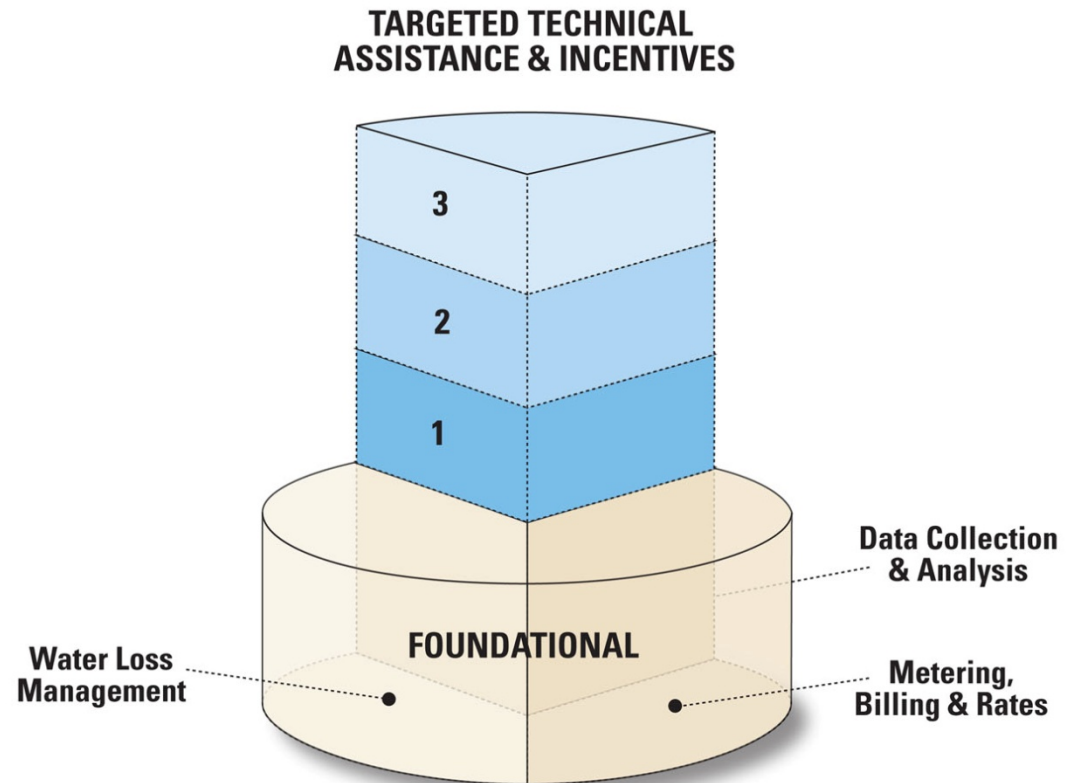 TARGETED TECHNICAL
ASSISTANCE & INCENTIVES
3
2
1
Data Collection
& Analysis
FOUNDATIONAL
Water Loss
Management
Metering,
Billing & Rates